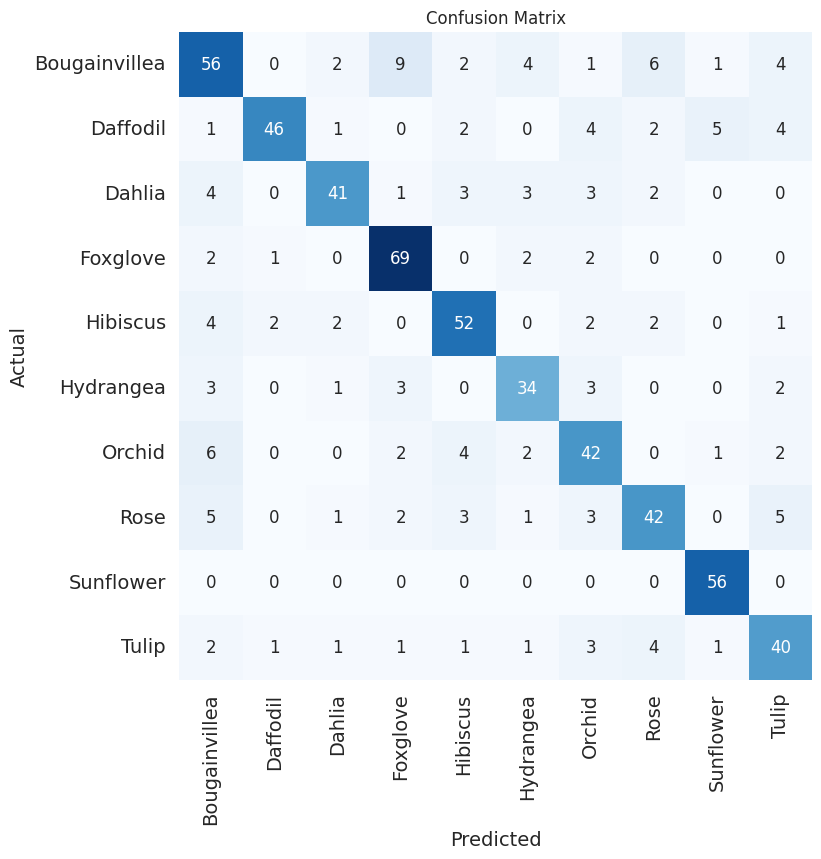 Confusion Matrix
Bougainvillea 56 0 2 9 2 4 1 6 1 4
Daffodil 1 46 1 0 2 0 4 2 5 4
Dahlia 4 0 41 1 3 3 3 2 0 0
Foxglove 2 1 0 69 0 2 2 0 0 0
Hibiscus 4 2 2 0 52 0 2 2 0 1
Actual
Hydrangea 3 0 1 3 0 34 3 0 0 2
Orchid 6 0 0 2 4 2 42 0 1 2
Rose 5 0 1 2 3 1 3 42 0 5
Sunflower 0 0 0 0 0 0 0 0 56 0
Tulip 2 1 1 1 1 1 3 4 1 40
Bougainvillea Daffodil Dahlia Foxglove Hibiscus Hydrangea Orchid Rose Sunflower Tulip
Predicted